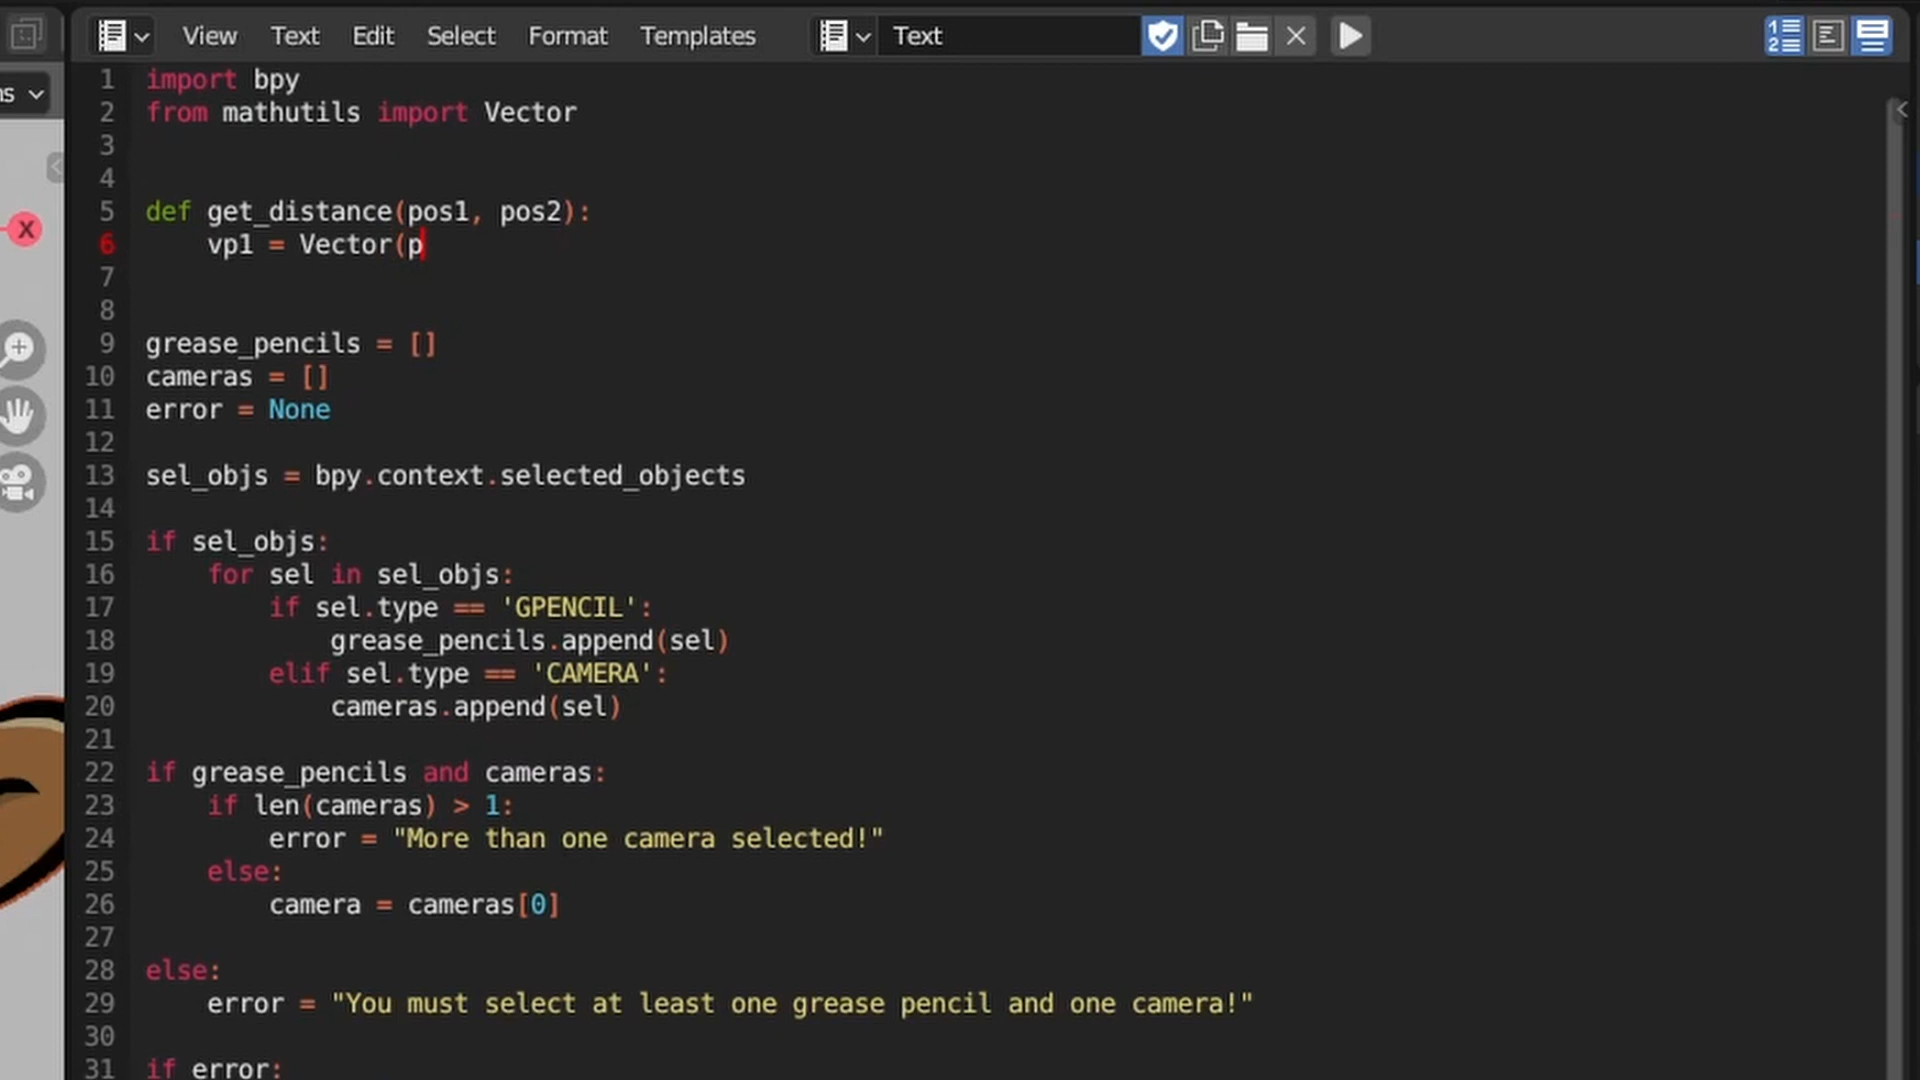 View Text Edit Select Format Templates Text
ns
X
1 import bpy
2 from mathutils import Vector
3
4
5 def get_distance(pos1, pos2):
6     vp1 = Vector(p
7
8
9 grease_pencils = []
10 cameras = []
11 error = None
12
13 sel_objs = bpy.context.selected_objects
14
15 if sel_objs:
16     for sel in sel_objs:
17         if sel.type == 'GPENCIL':
18             grease_pencils.append(sel)
19         elif sel.type == 'CAMERA':
20             cameras.append(sel)
21
22 if grease_pencils and cameras:
23     if len(cameras) > 1:
24         error = "More than one camera selected!"
25     else:
26         camera = cameras[0]
27
28 else:
29     error = "You must select at least one grease pencil and one camera!"
30
31 if error: